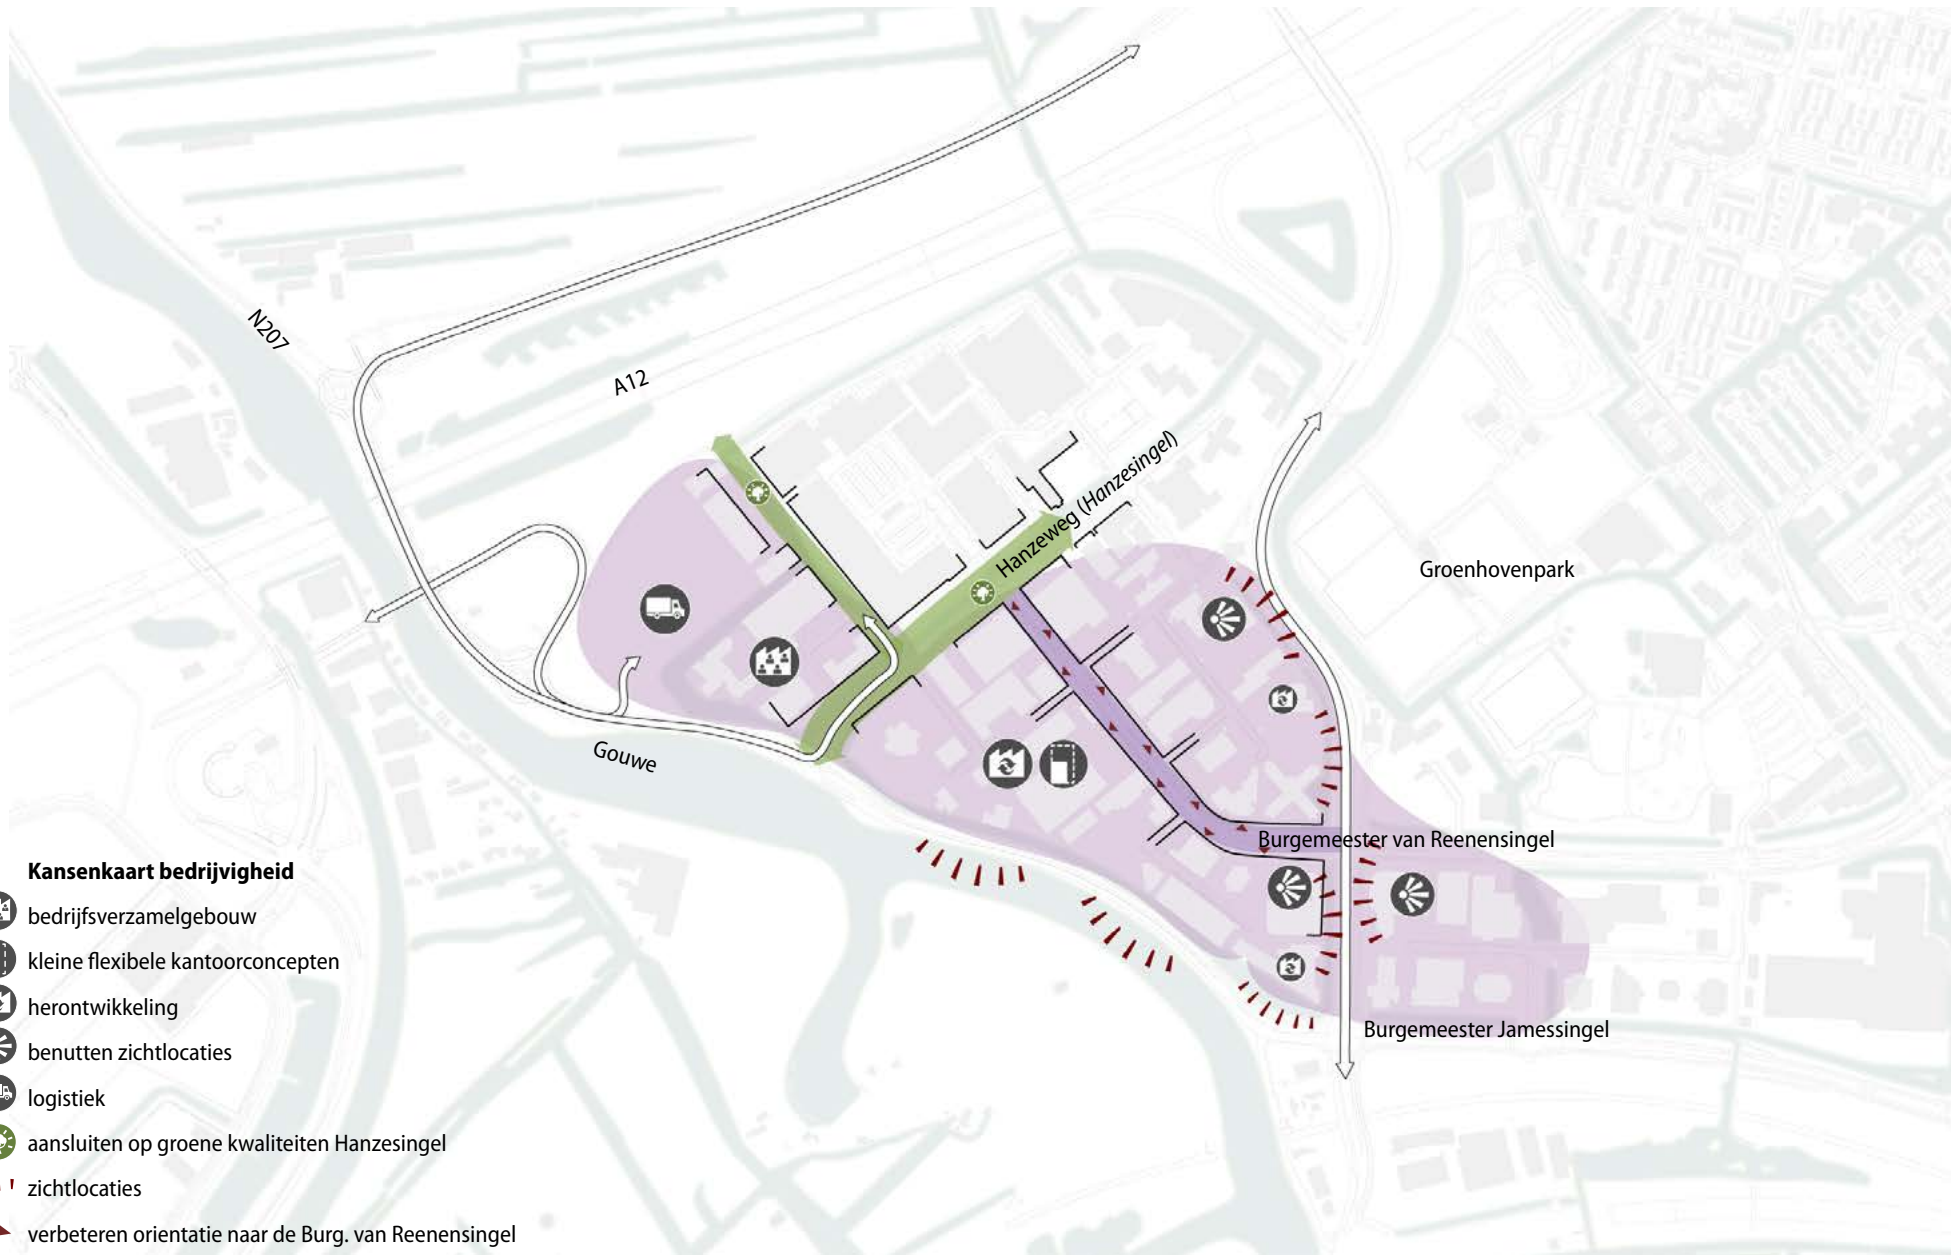 N207
A12
Hanzeweg (Hanzesingel)
Groenhovenpark
Gouwe
Burgemeester van Reenensingel
Burgemeester Jamessingel
Kansenkaart bedrijvigheid
bedrijfsverzamelgebouw
kleine flexibele kantoorconcepten
herontwikkeling
benutten zichtlocaties
logistiek
aansluiten op groene kwaliteiten Hanzesingel
zichtlocaties
verbeteren orientatie naar de Burg. van Reenensingel